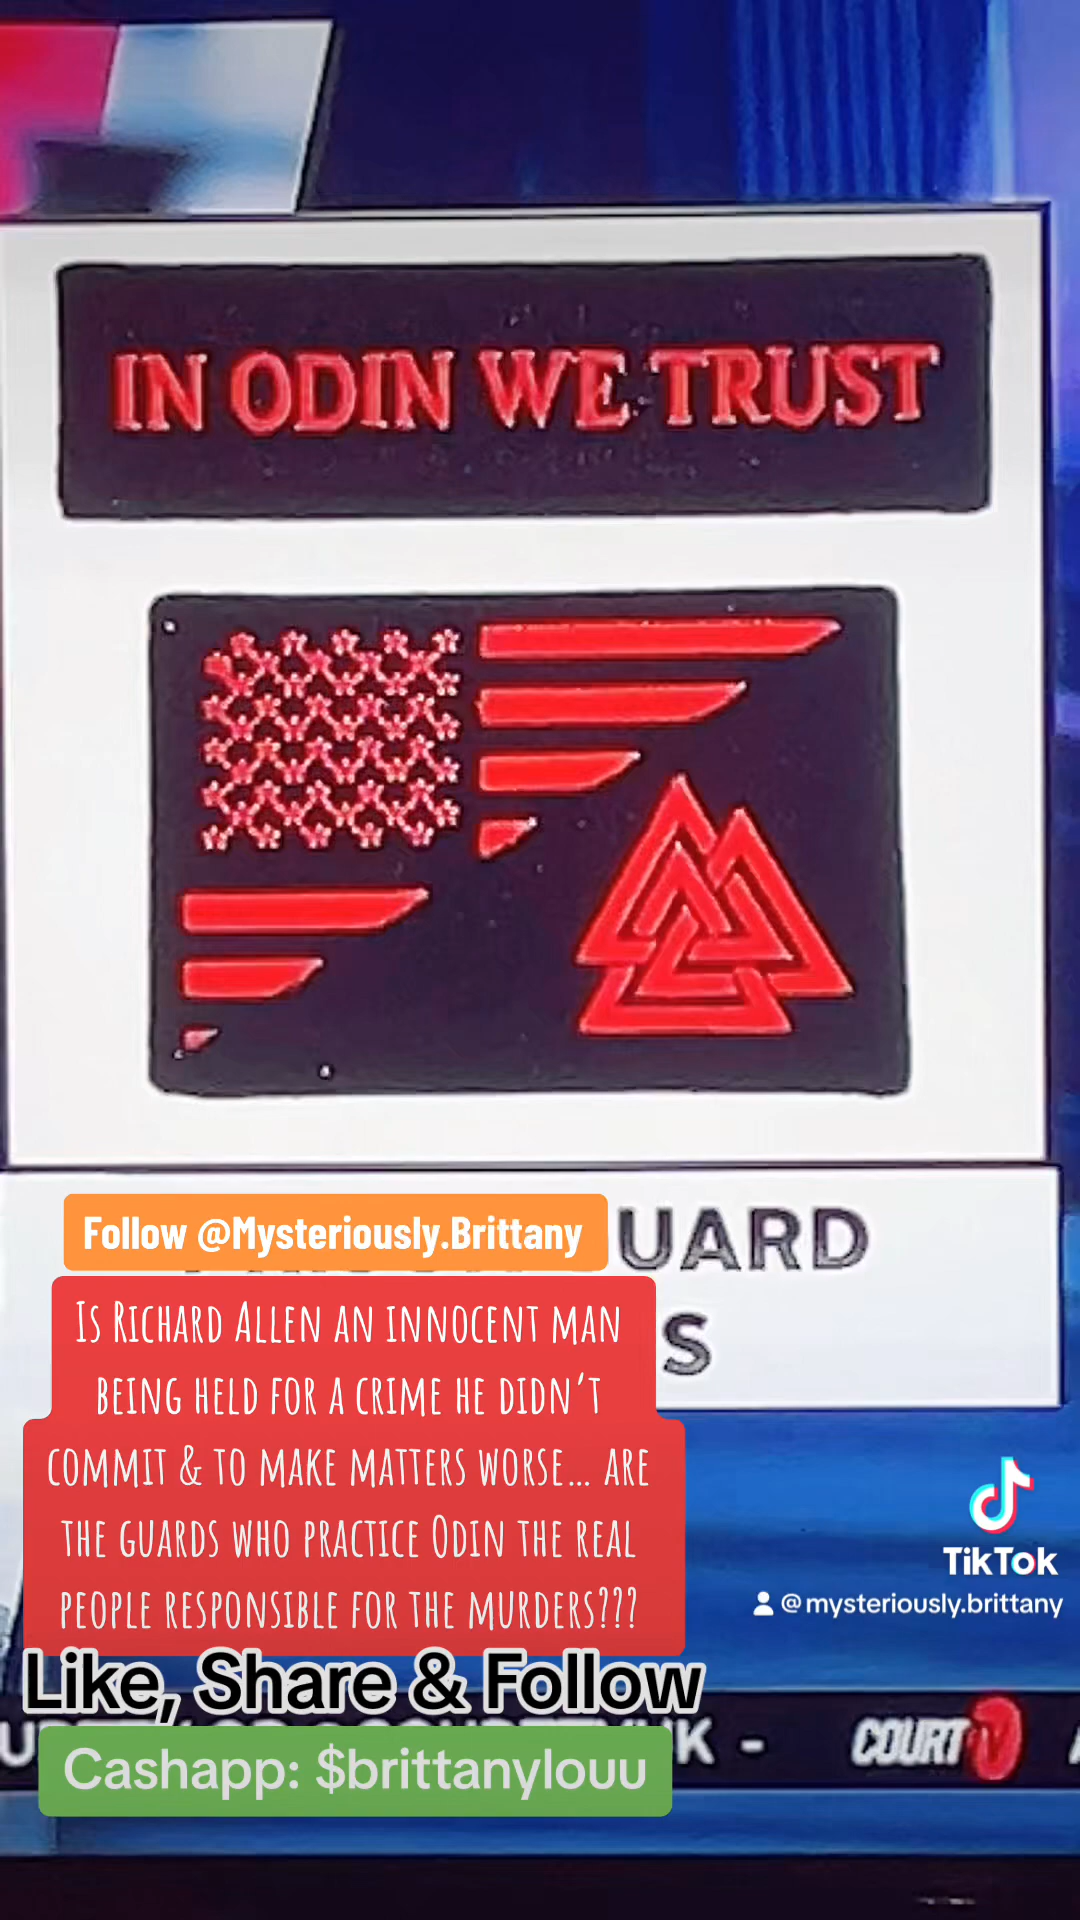 IN ODIN WE TRUST
Follow @Mysteriously.Brittany
UARD
Is Richard Allen an innocent man
being held for a crime he didn't
S
commit & to make matters worse... are
the guards who practice Odin the real
people responsible for the murders???
TikTok
@mysteriously.brittany
Like, Share & Follow
K - COURT TV
Cashapp: $brittanylouu